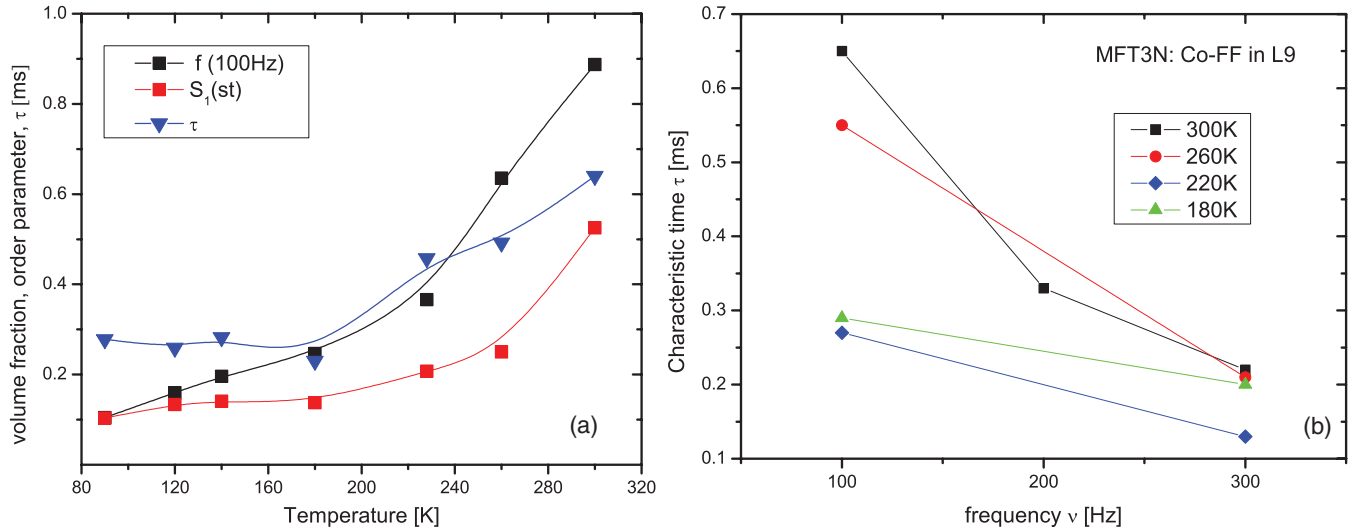 volume fraction, order parameter, τ [ms]
1.0
0.8
0.6
0.4
0.2
f (100Hz)
S₁(st)
τ
(a)
80 120 160 200 240 280 320
Temperature [K]
Characteristic time τ [ms]
0.7
0.6
0.5
0.4
0.3
0.2
0.1
MFT3N: Co-FF in L9
300K
260K
220K
180K
(b)
100 200 300
frequency ν [Hz]